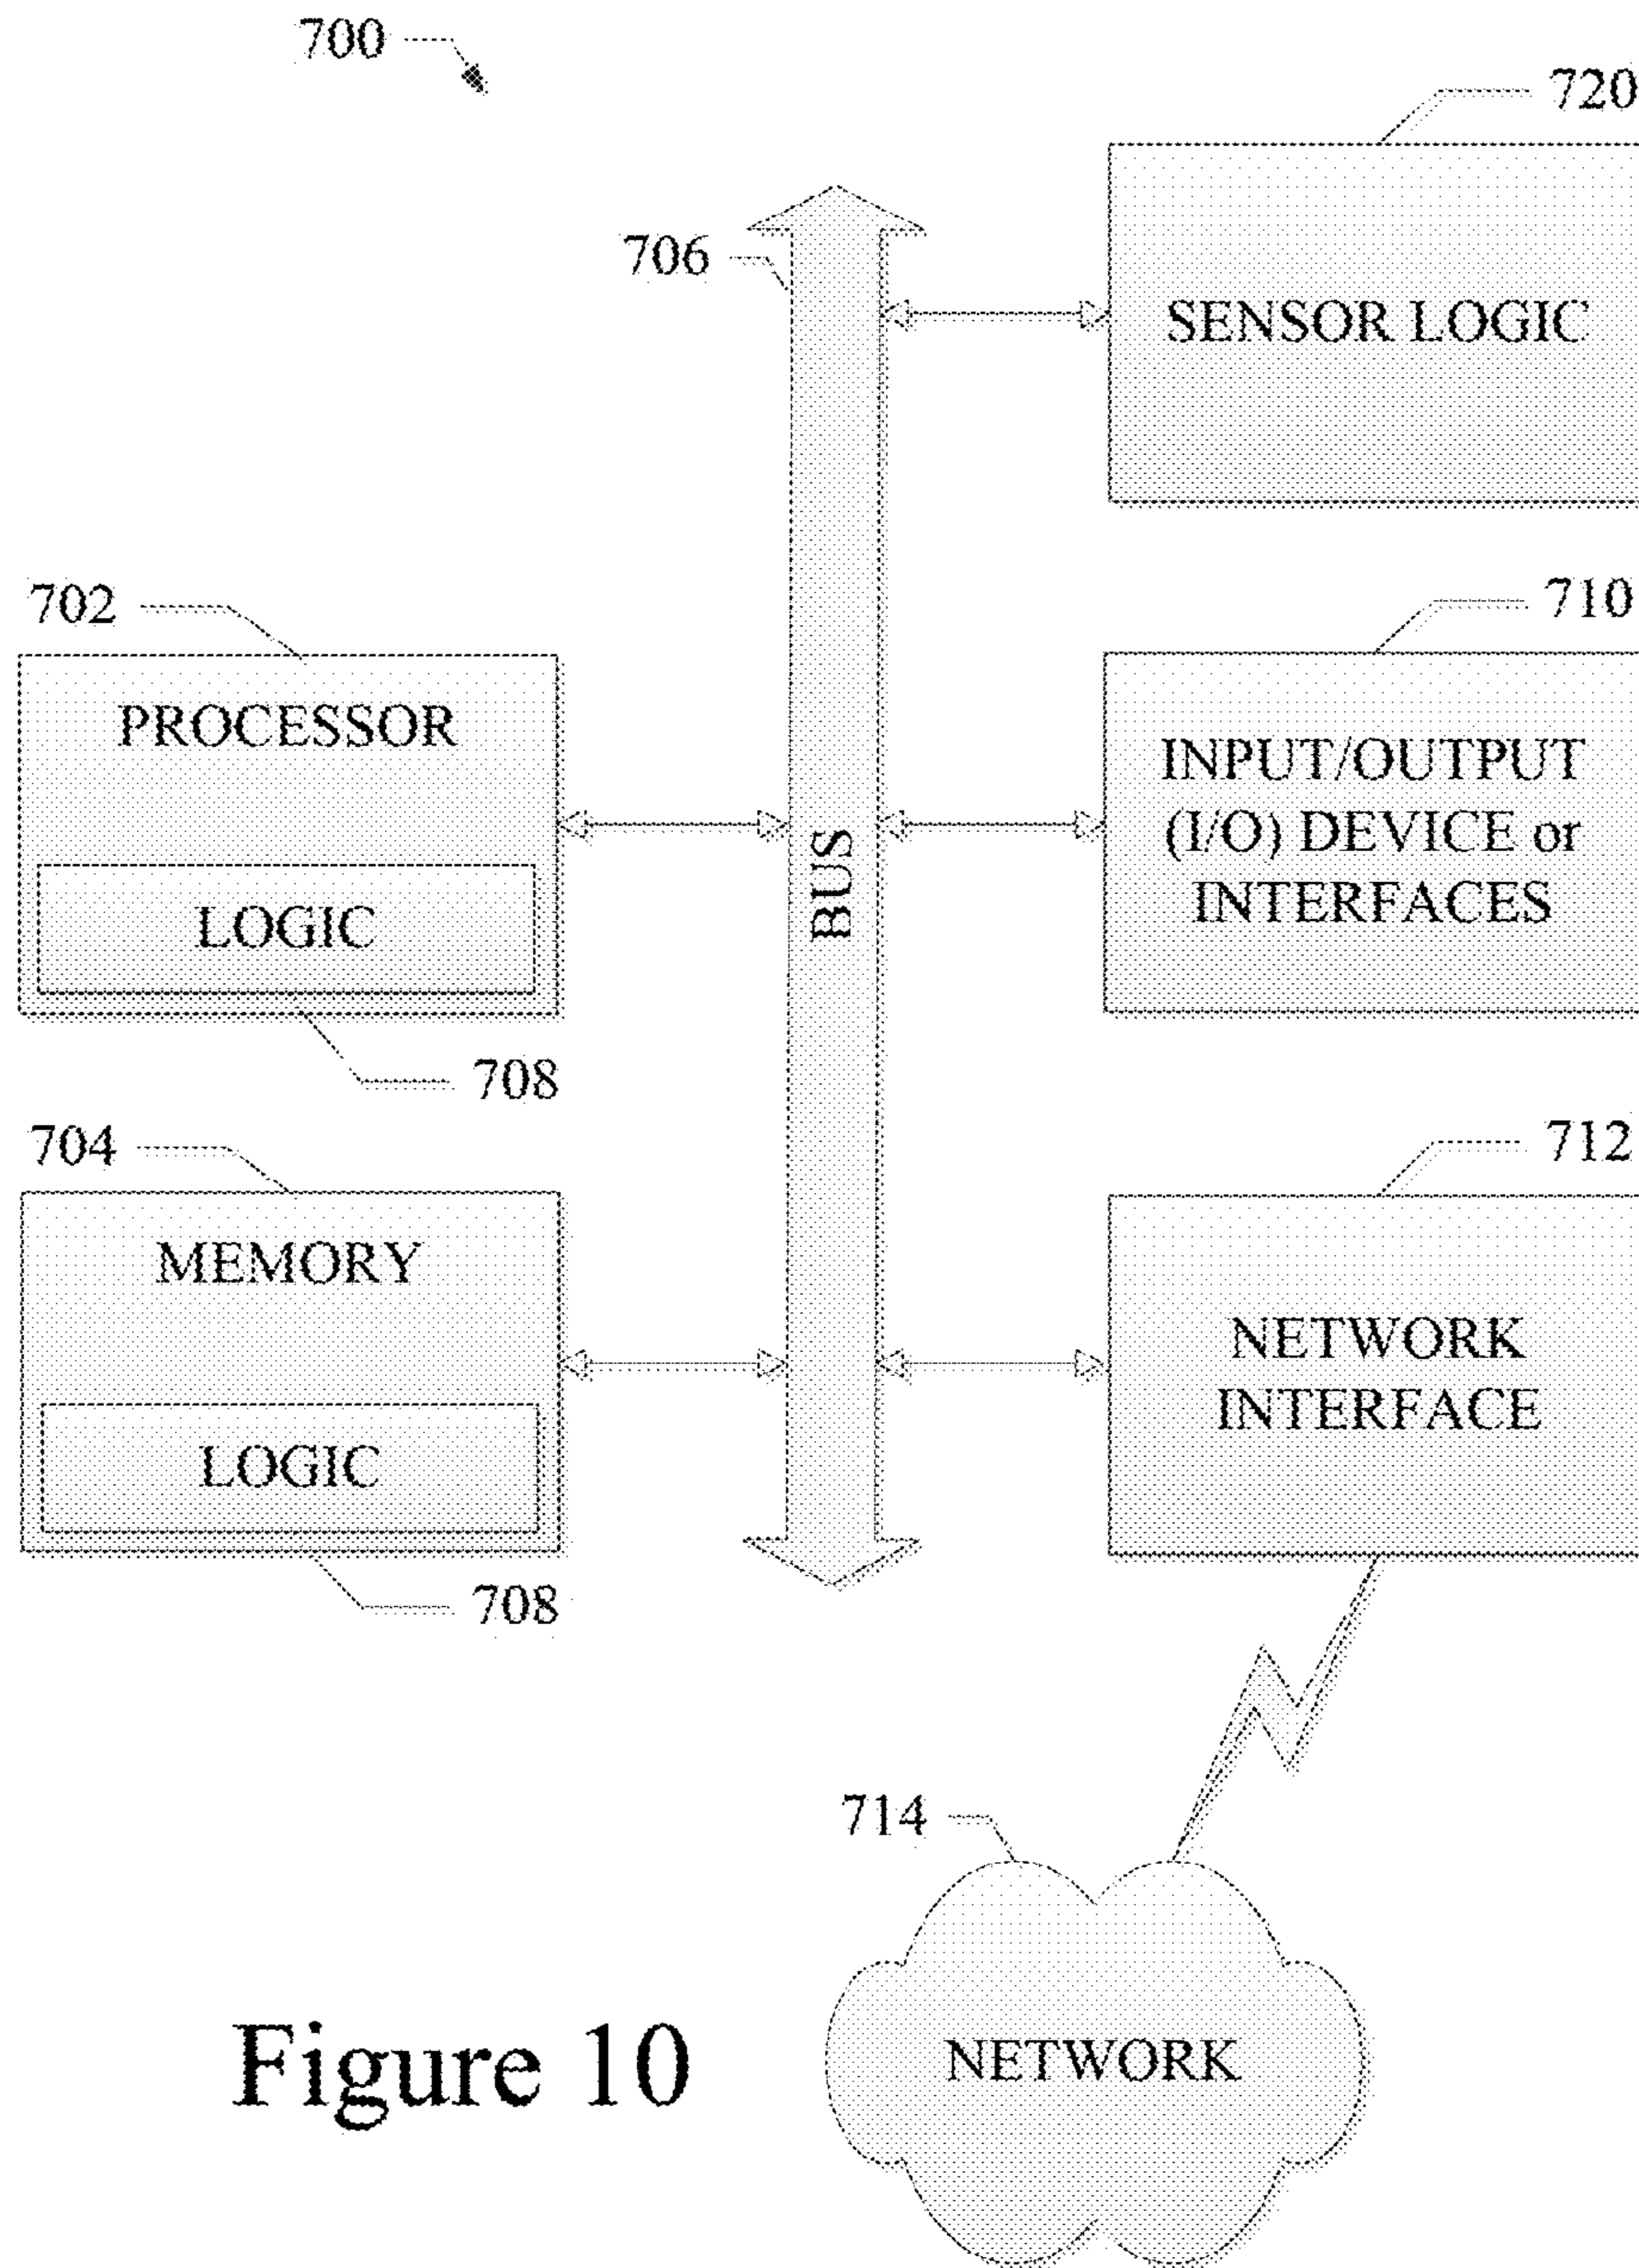 700
720
706
SENSOR LOGIC
702
710
PROCESSOR
INPUT/OUTPUT
(I/O) DEVICE or
INTERFACES
LOGIC
BUS
708
704
712
MEMORY
NETWORK
INTERFACE
LOGIC
708
714
NETWORK
Figure 10